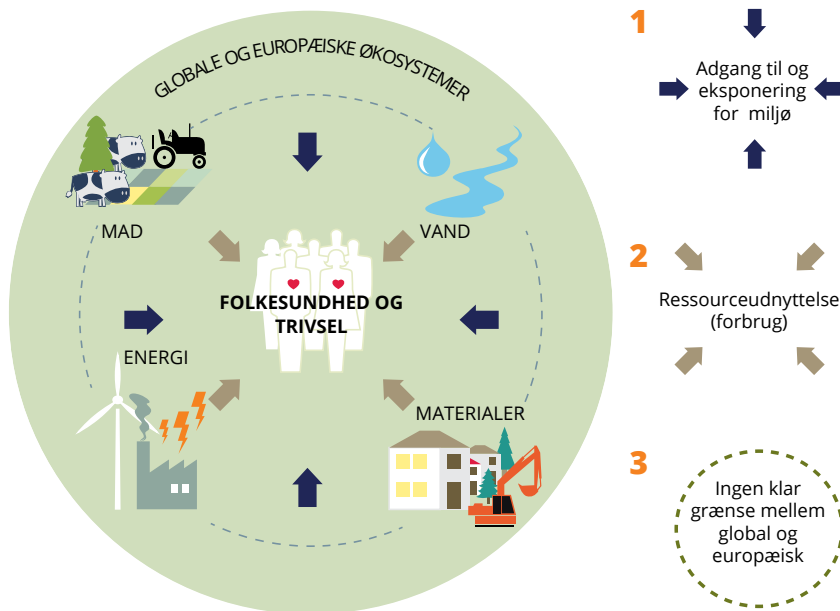 GLOBALE OG EUROPÆISKE ØKOSYSTEMER
MAD
VAND
FOLKESUNDHED OG
TRIVSEL
ENERGI
MATERIALER
1
Adgang til og
eksponering
for miljø
2
Ressourceudnyttelse
(forbrug)
3
Ingen klar
grænse mellem
global og
europæisk